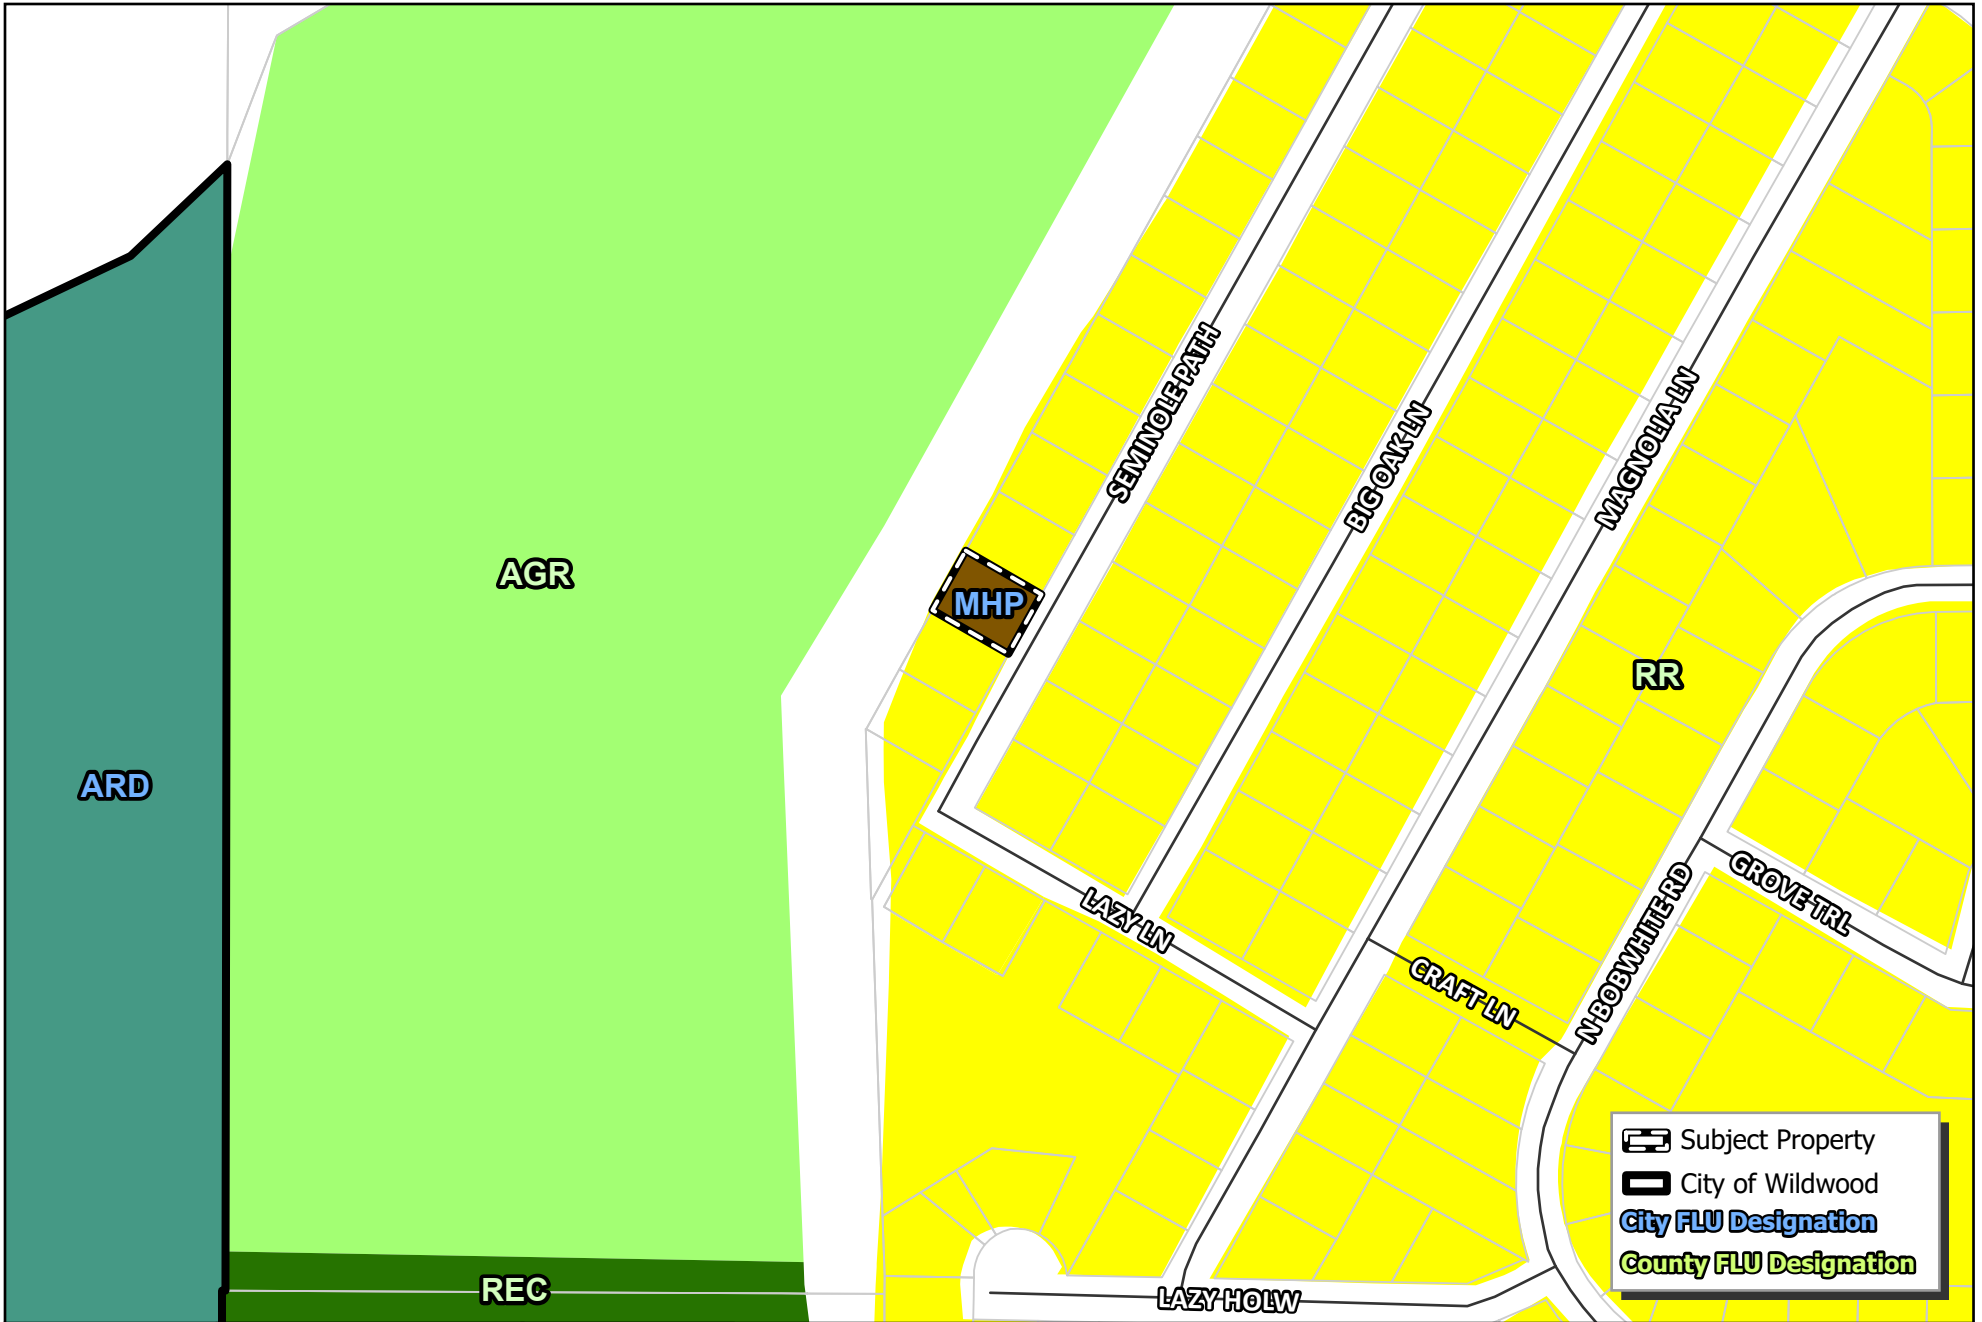 SEMINOLE PATH
BIG OAK LN
MAGNOLIA LN
AGR
MHP
RR
ARD
LAZY LN
CRAFT LN
N BOBWHITE RD
GROVE TRL
REC
LAZY HOLW
Subject Property
City of Wildwood
City FLU Designation
County FLU Designation